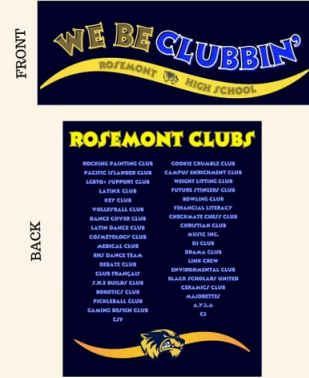 FRONT
WE BE CLUBBIN'
ROSEMONT HIGH SCHOOL
BACK
ROSEMONT CLUBS
ROCKING PAINTING CLUB
PACIFIC ISLANDER CLUB
LGBTQ+ SUPPORT CLUB
LATINX CLUB
KEY CLUB
VOLLEYBALL CLUB
DANCE COVER CLUB
LATIN DANCE CLUB
COSMETOLOGY CLUB
MEDICAL CLUB
RHS DANCE TEAM
DEBATE CLUB
CLUB FRANÇAIS
BUILDS CLUB
ROBOTICS CLUB
PICKLEBALL CLUB
GAMING DESIGN CLUB
CSF
COOKIE CRUMBLE CLUB
CAMPUS ENRICHMENT CLUB
WEIGHT LIFTING CLUB
FUTURE STINGERS CLUB
BOWLING CLUB
FINANCIAL LITERACY
CHECKMATE CHESS CLUB
CHRISTIAN CLUB
MUSIC INC.
DJ CLUB
DRAMA CLUB
LINK CREW
ENVIRONMENTAL CLUB
BLACK SCHOLARS UNITED
CERAMICS CLUB
MAJORETTES
A.V.L.A